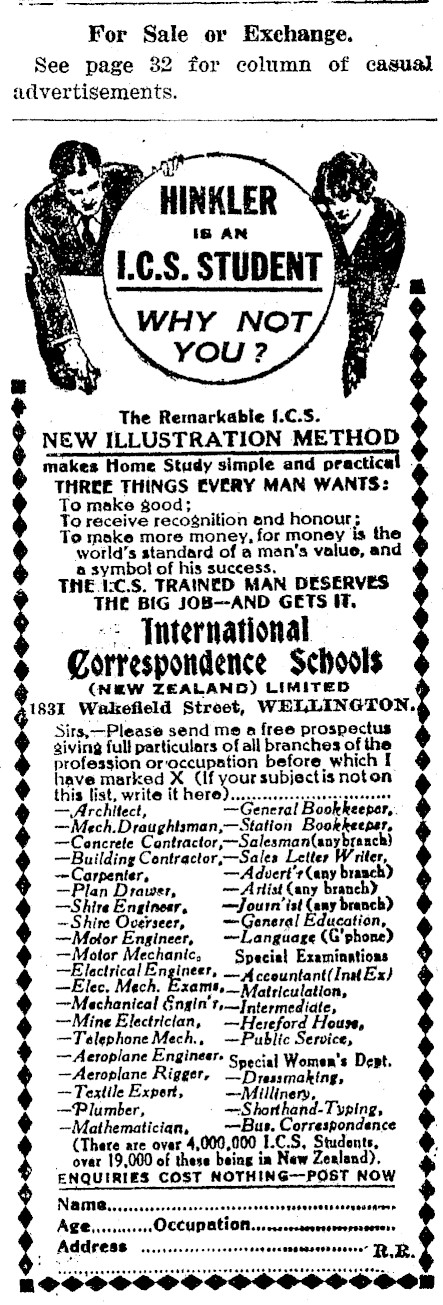 For Sale or Exchange.
See page 32 for column of casual
advertisements.
HINKLER
IS AN
I.C.S. STUDENT
WHY NOT
YOU?
The Remarkable I.C.S.
NEW ILLUSTRATION METHOD
makes Home Study simple and practical
THREE THINGS EVERY MAN WANTS:
To make good;
To receive recognition and honour;
To make more money, for money is the
world's standard of a man's value, and
a symbol of his success.
THE I.C.S. TRAINED MAN DESERVES
THE BIG JOB—AND GETS IT.
International
Correspondence Schools
(NEW ZEALAND) LIMITED
183I Wakefield Street, WELLINGTON.
Sirs,—Please send me a free prospectus
giving full particulars of all branches of the
profession or occupation before which I
have marked X (If your subject is not on
this list, write it here)..............................
—Architect,
—Mech. Draughtsman,
—Concrete Contractor,
—Building Contractor,
—Carpenter,
—Plan Drawer,
—Shire Engineer,
—Shire Overseer,
—Motor Engineer,
—Motor Mechanic,
—Electrical Engineer,
—Elec. Mech. Exams,
—Mechanical Engin'r,
—Mine Electrician,
—Telephone Mech.,
—Aeroplane Engineer.
—Aeroplane Rigger,
—Textile Expert,
—Plumber,
—Mathematician,
—General Bookkeeper,
—Station Bookkeeper,
—Salesman (any branch)
—Sales Letter Writer,
—Advert'r (any branch)
—Artist (any branch)
—Journ'ist (any branch)
—General Education,
—Language (G'phone)
Special Examinations
—Accountant (Inst Ex)
—Matriculation,
—Intermediate,
—Hereford House,
—Public Service,
Special Women's Dept.
—Dressmaking,
—Millinery,
—Shorthand-Typing,
—Bus. Correspondence
(There are over 4,000,000 I.C.S. Students,
over 19,000 of these being in New Zealand).
ENQUIRIES COST NOTHING—POST NOW
Name..................................................
Age............Occupation..........................
Address ........................................ R.R.